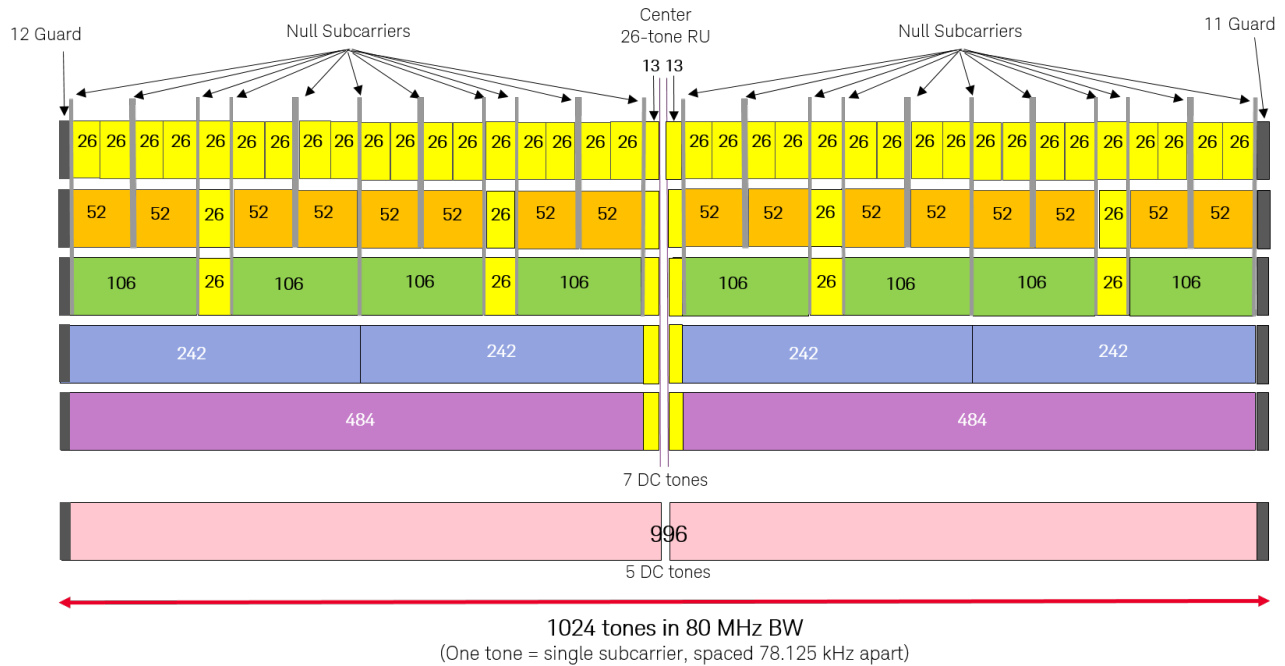 Center
26-tone RU
12 Guard
Null Subcarriers
Null Subcarriers
11 Guard
13 13
26 26 26 26 26 26 26 26 26 26 26 26 26 26 26 26 26 26 26 26 26 26 26 26 26 26 26 26 26 26 26 26 26 26 26 26
52 52 26 52 52 52 52 26 52 52 52 52 26 52 52 52 52 26 52 52
106 26 106 106 26 106 106 26 106 106 26 106
242 242 242 242
484 484
7 DC tones
996
5 DC tones
1024 tones in 80 MHz BW
(One tone = single subcarrier, spaced 78.125 kHz apart)